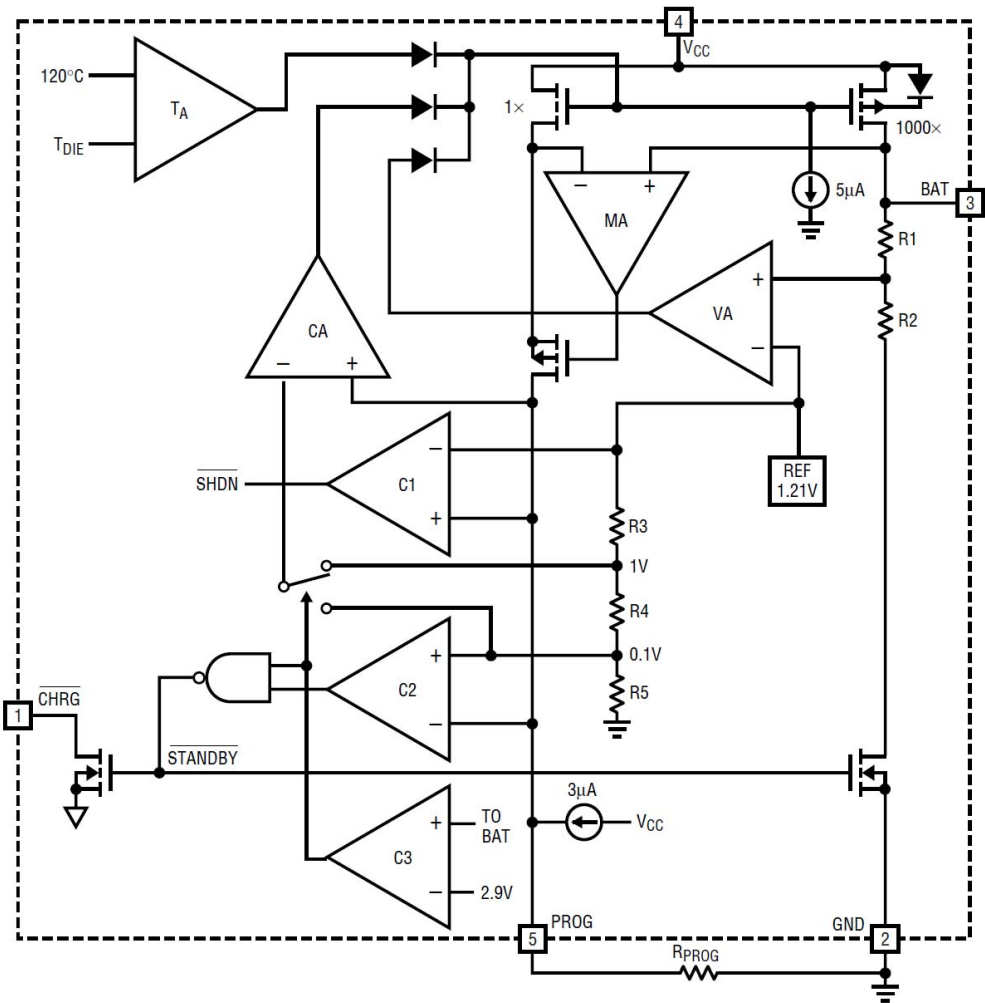 4
VCC
120°C
TA
TDIE
1×
1000×
– +
MA
5µA
BAT
3
R1
+
VA
–
R2
CA
– +
REF
1.21V
–
SHDN
C1
+
R3
1V
R4
+
0.1V
C2
R5
–
CHRG
1
STANDBY
3µA
VCC
+
TO
BAT
C3
–
2.9V
PROG
5
GND
2
RPROG